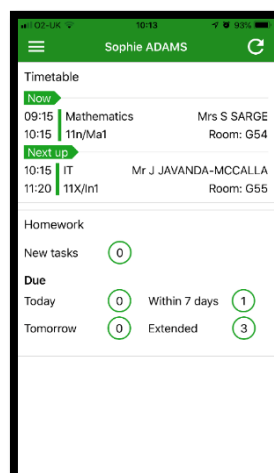 O2-UK 10:13 93%
Sophie ADAMS
Timetable
Now
09:15 Mathematics Mrs S SARGE
10:15 11n/Ma1 Room: G54
Next up
10:15 IT Mr J JAVANDA-MCCALLA
11:20 11X/In1 Room: G55
Homework
New tasks 0
Due
Today 0 Within 7 days 1
Tomorrow 0 Extended 3